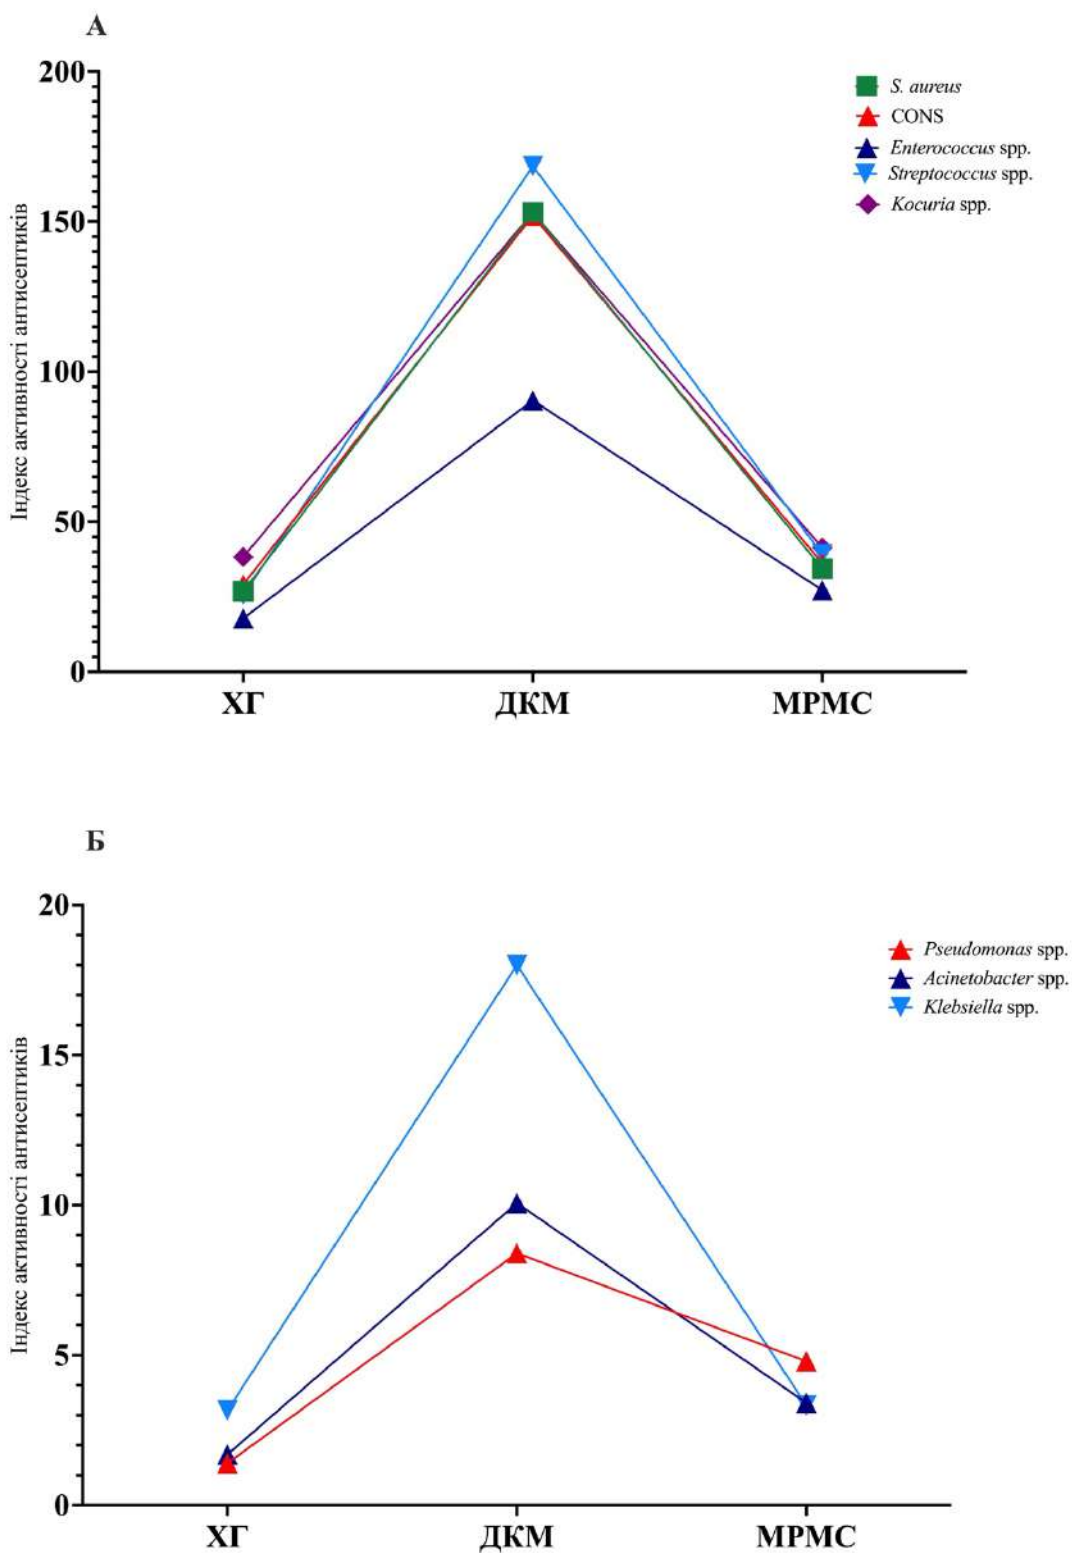 А
200
150
100
50
0
Індекс активності антисептиків
S. aureus
CONS
Enterococcus spp.
Streptococcus spp.
Kocuria spp.
ХГ
ДКМ
МРМС
Б
20
15
10
5
0
Індекс активності антисептиків
Pseudomonas spp.
Acinetobacter spp.
Klebsiella spp.
ХГ
ДКМ
МРМС